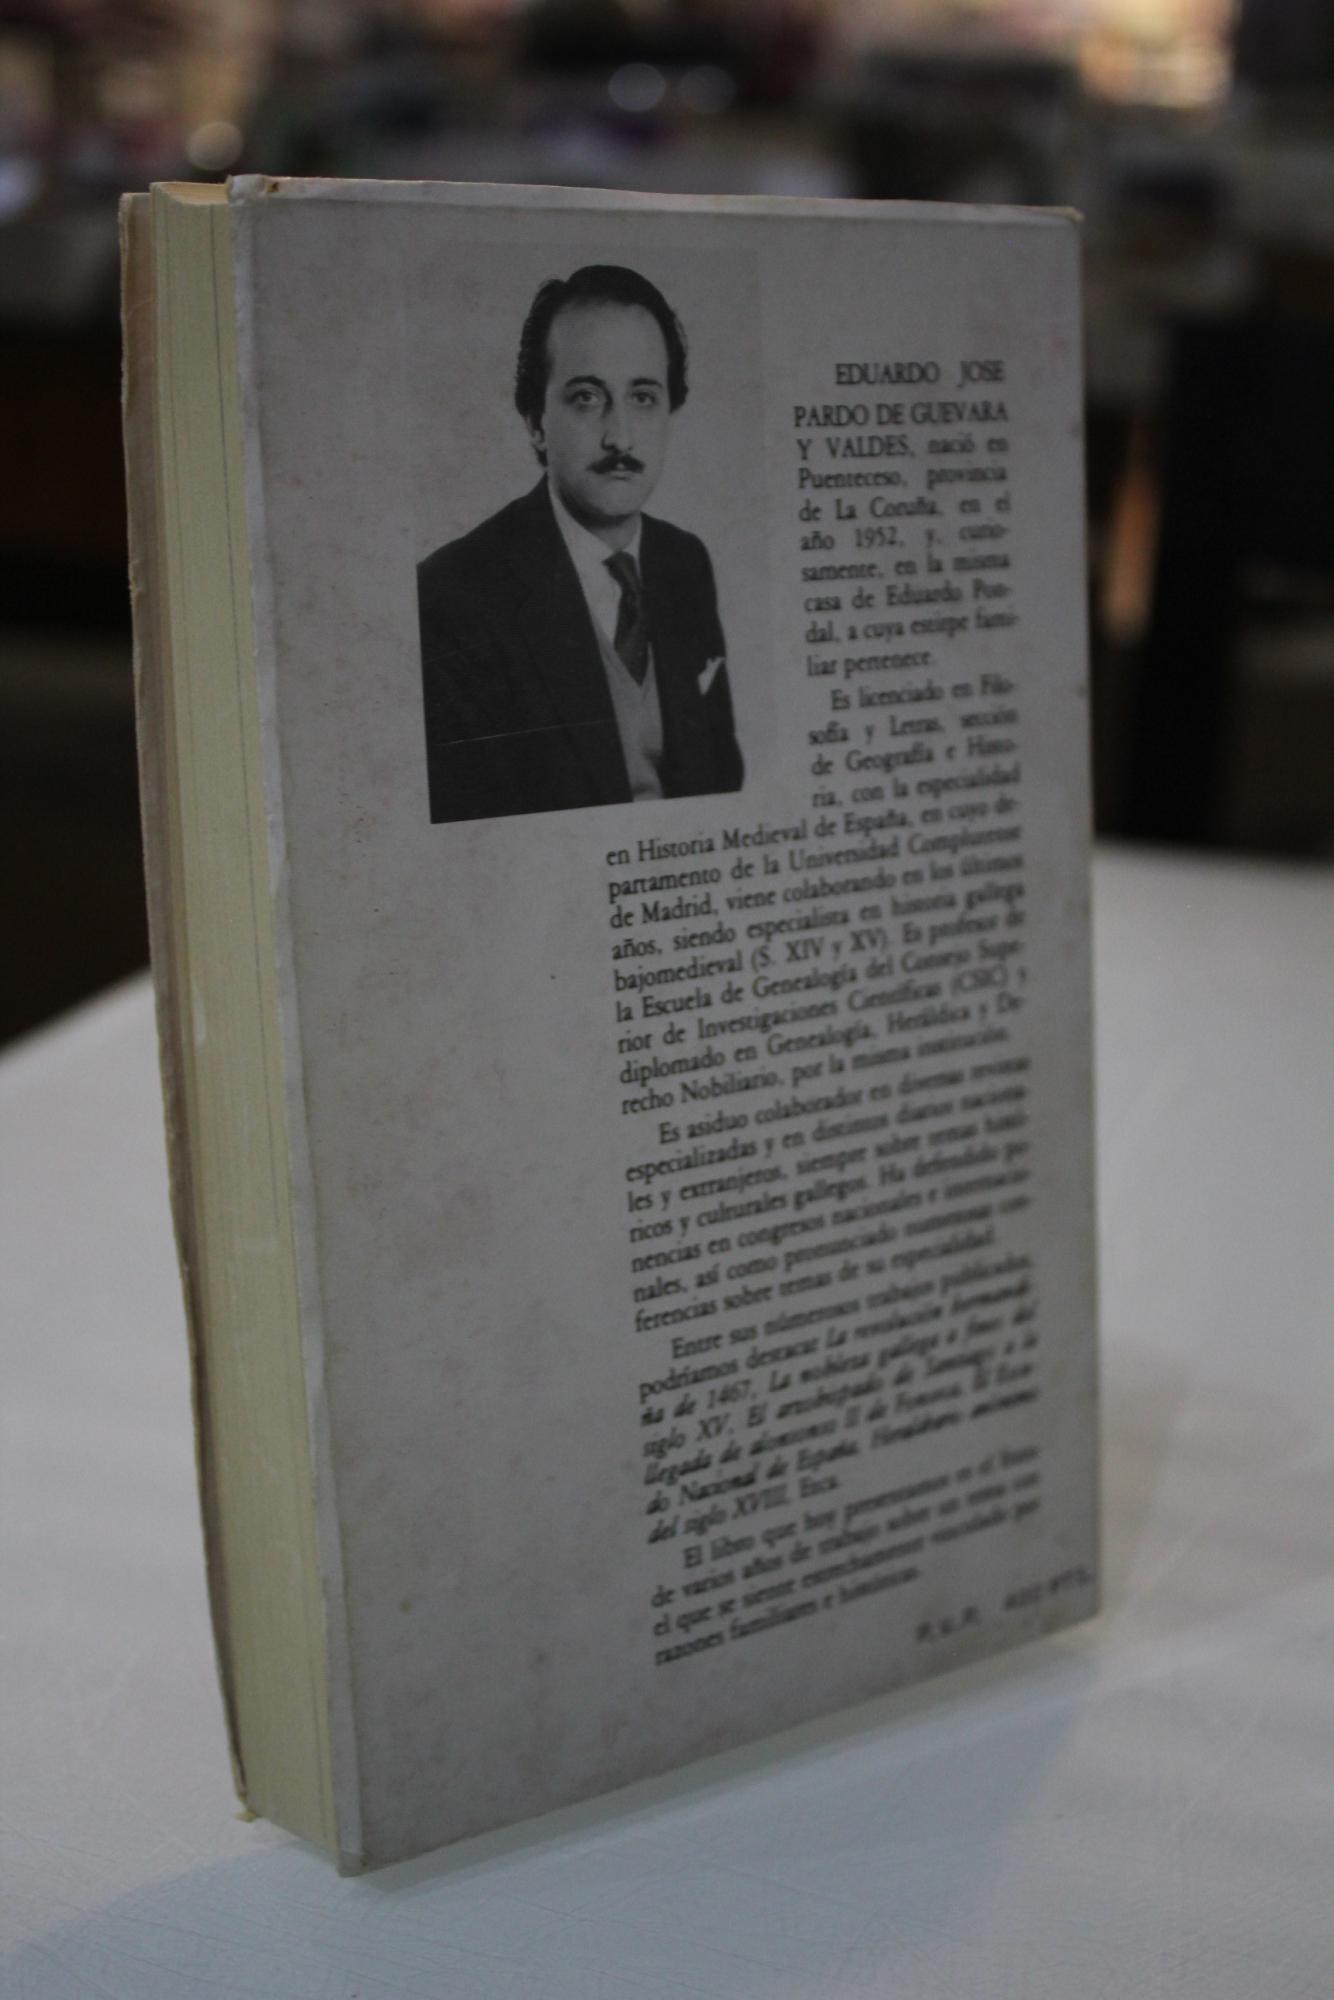 EDUARDO JOSE
PARDO DE GUEVARA
Y VALDES, nació en
Puenteceso, provincia
de La Coruña, en el
año 1952, y, curio-
samente, en la misma
casa de Eduardo Pon-
dal, a cuya estirpe fami-
liar pertenece.
Es licenciado en Filo-
sofía y Letras, sección
de Geografía e Histo-
ria, con la especialidad
en Historia Medieval de España, en cuyo de-
partamento de la Universidad Complutense
de Madrid, viene colaborando en los últimos
años, siendo especialista en historia gallega
bajomedieval (S. XIV y XV). Es profesor de
la Escuela de Genealogía del Consejo Supe-
rior de Investigaciones Científicas (CSIC) y
diplomado en Genealogía, Heráldica y De-
recho Nobiliario, por la misma institución.
Es asiduo colaborador en diversas revistas
especializadas y en distintos diarios naciona-
les y extranjeros, siempre sobre temas histó-
ricos y culturales gallegos. Ha defendido po-
nencias en congresos nacionales e internacio-
nales, así como pronunciado numerosas con-
ferencias sobre temas de su especialidad.
Entre sus númerosos trabajos publicados,
podríamos destacar La revolución hermandi-
ña de 1467, La nobleza gallega a fines del
siglo XV, El arzobispado de Santiago a la
llegada de alonsono II de Fonseca, El Escu-
do Nacional de España, Heraldario anónimo
del siglo XVIII, Etca.
El libro que hoy presentamos es el fruto
de varios años de trabajo sobre un tema con
el que se siente estrechamente vinculado por
razones familiares e históricas.
P.V.P.